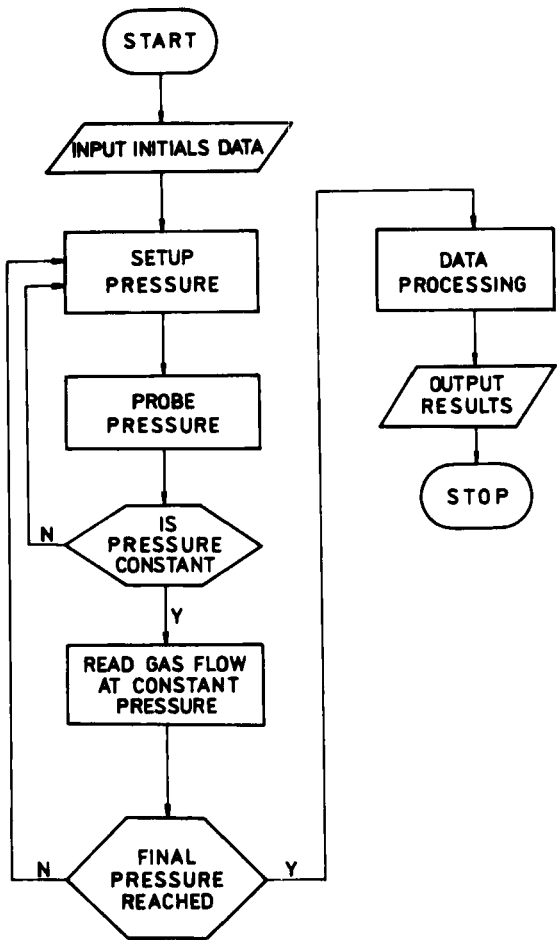 START
INPUT INITIALS DATA
SETUP
PRESSURE
PROBE
PRESSURE
IS
PRESSURE
CONSTANT
N
Y
READ GAS FLOW
AT CONSTANT
PRESSURE
FINAL
PRESSURE
REACHED
N
Y
DATA
PROCESSING
OUTPUT
RESULTS
STOP